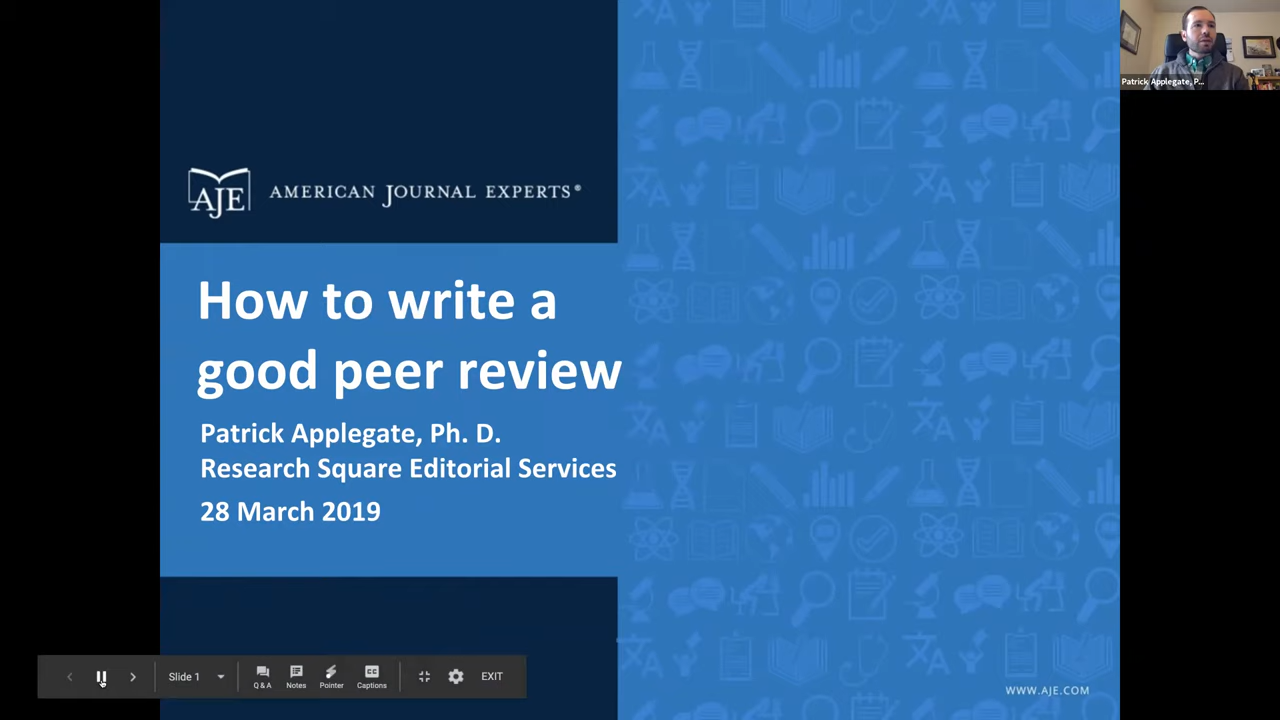 Patrick Applegate, P...
AJE AMERICAN JOURNAL EXPERTS®
How to write a
good peer review
Patrick Applegate, Ph. D.
Research Square Editorial Services
28 March 2019
Slide 1
Q & A
Notes
Pointer
CC
Captions
EXIT
WWW.AJE.COM